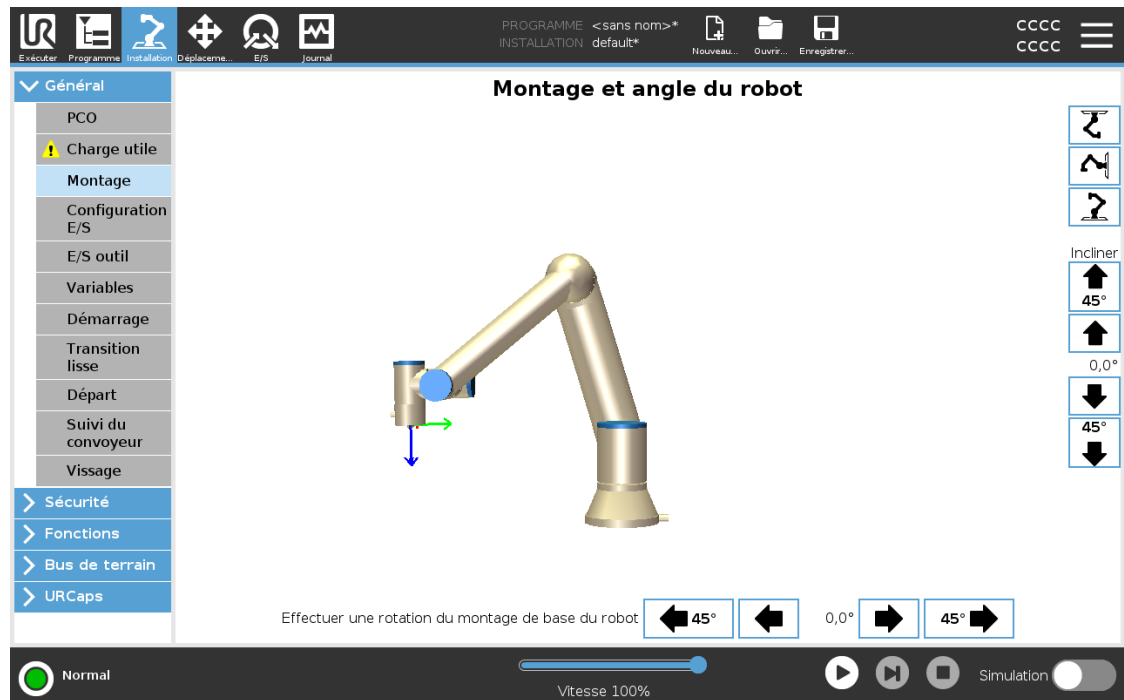 PROGRAMME <sans nom>*
INSTALLATION default*
Exécuter
Programme
Installation
Déplaceme...
E/S
Journal
Nouveau...
Ouvrir...
Enregistrer...
cccc
cccc
Général
PCO
Charge utile
Montage
Configuration
E/S
E/S outil
Variables
Démarrage
Transition
lisse
Départ
Suivi du
convoyeur
Vissage
Sécurité
Fonctions
Bus de terrain
URCaps
Montage et angle du robot
Incliner
45°
0,0°
45°
Effectuer une rotation du montage de base du robot
45°
0,0°
45°
Normal
Vitesse 100%
Simulation